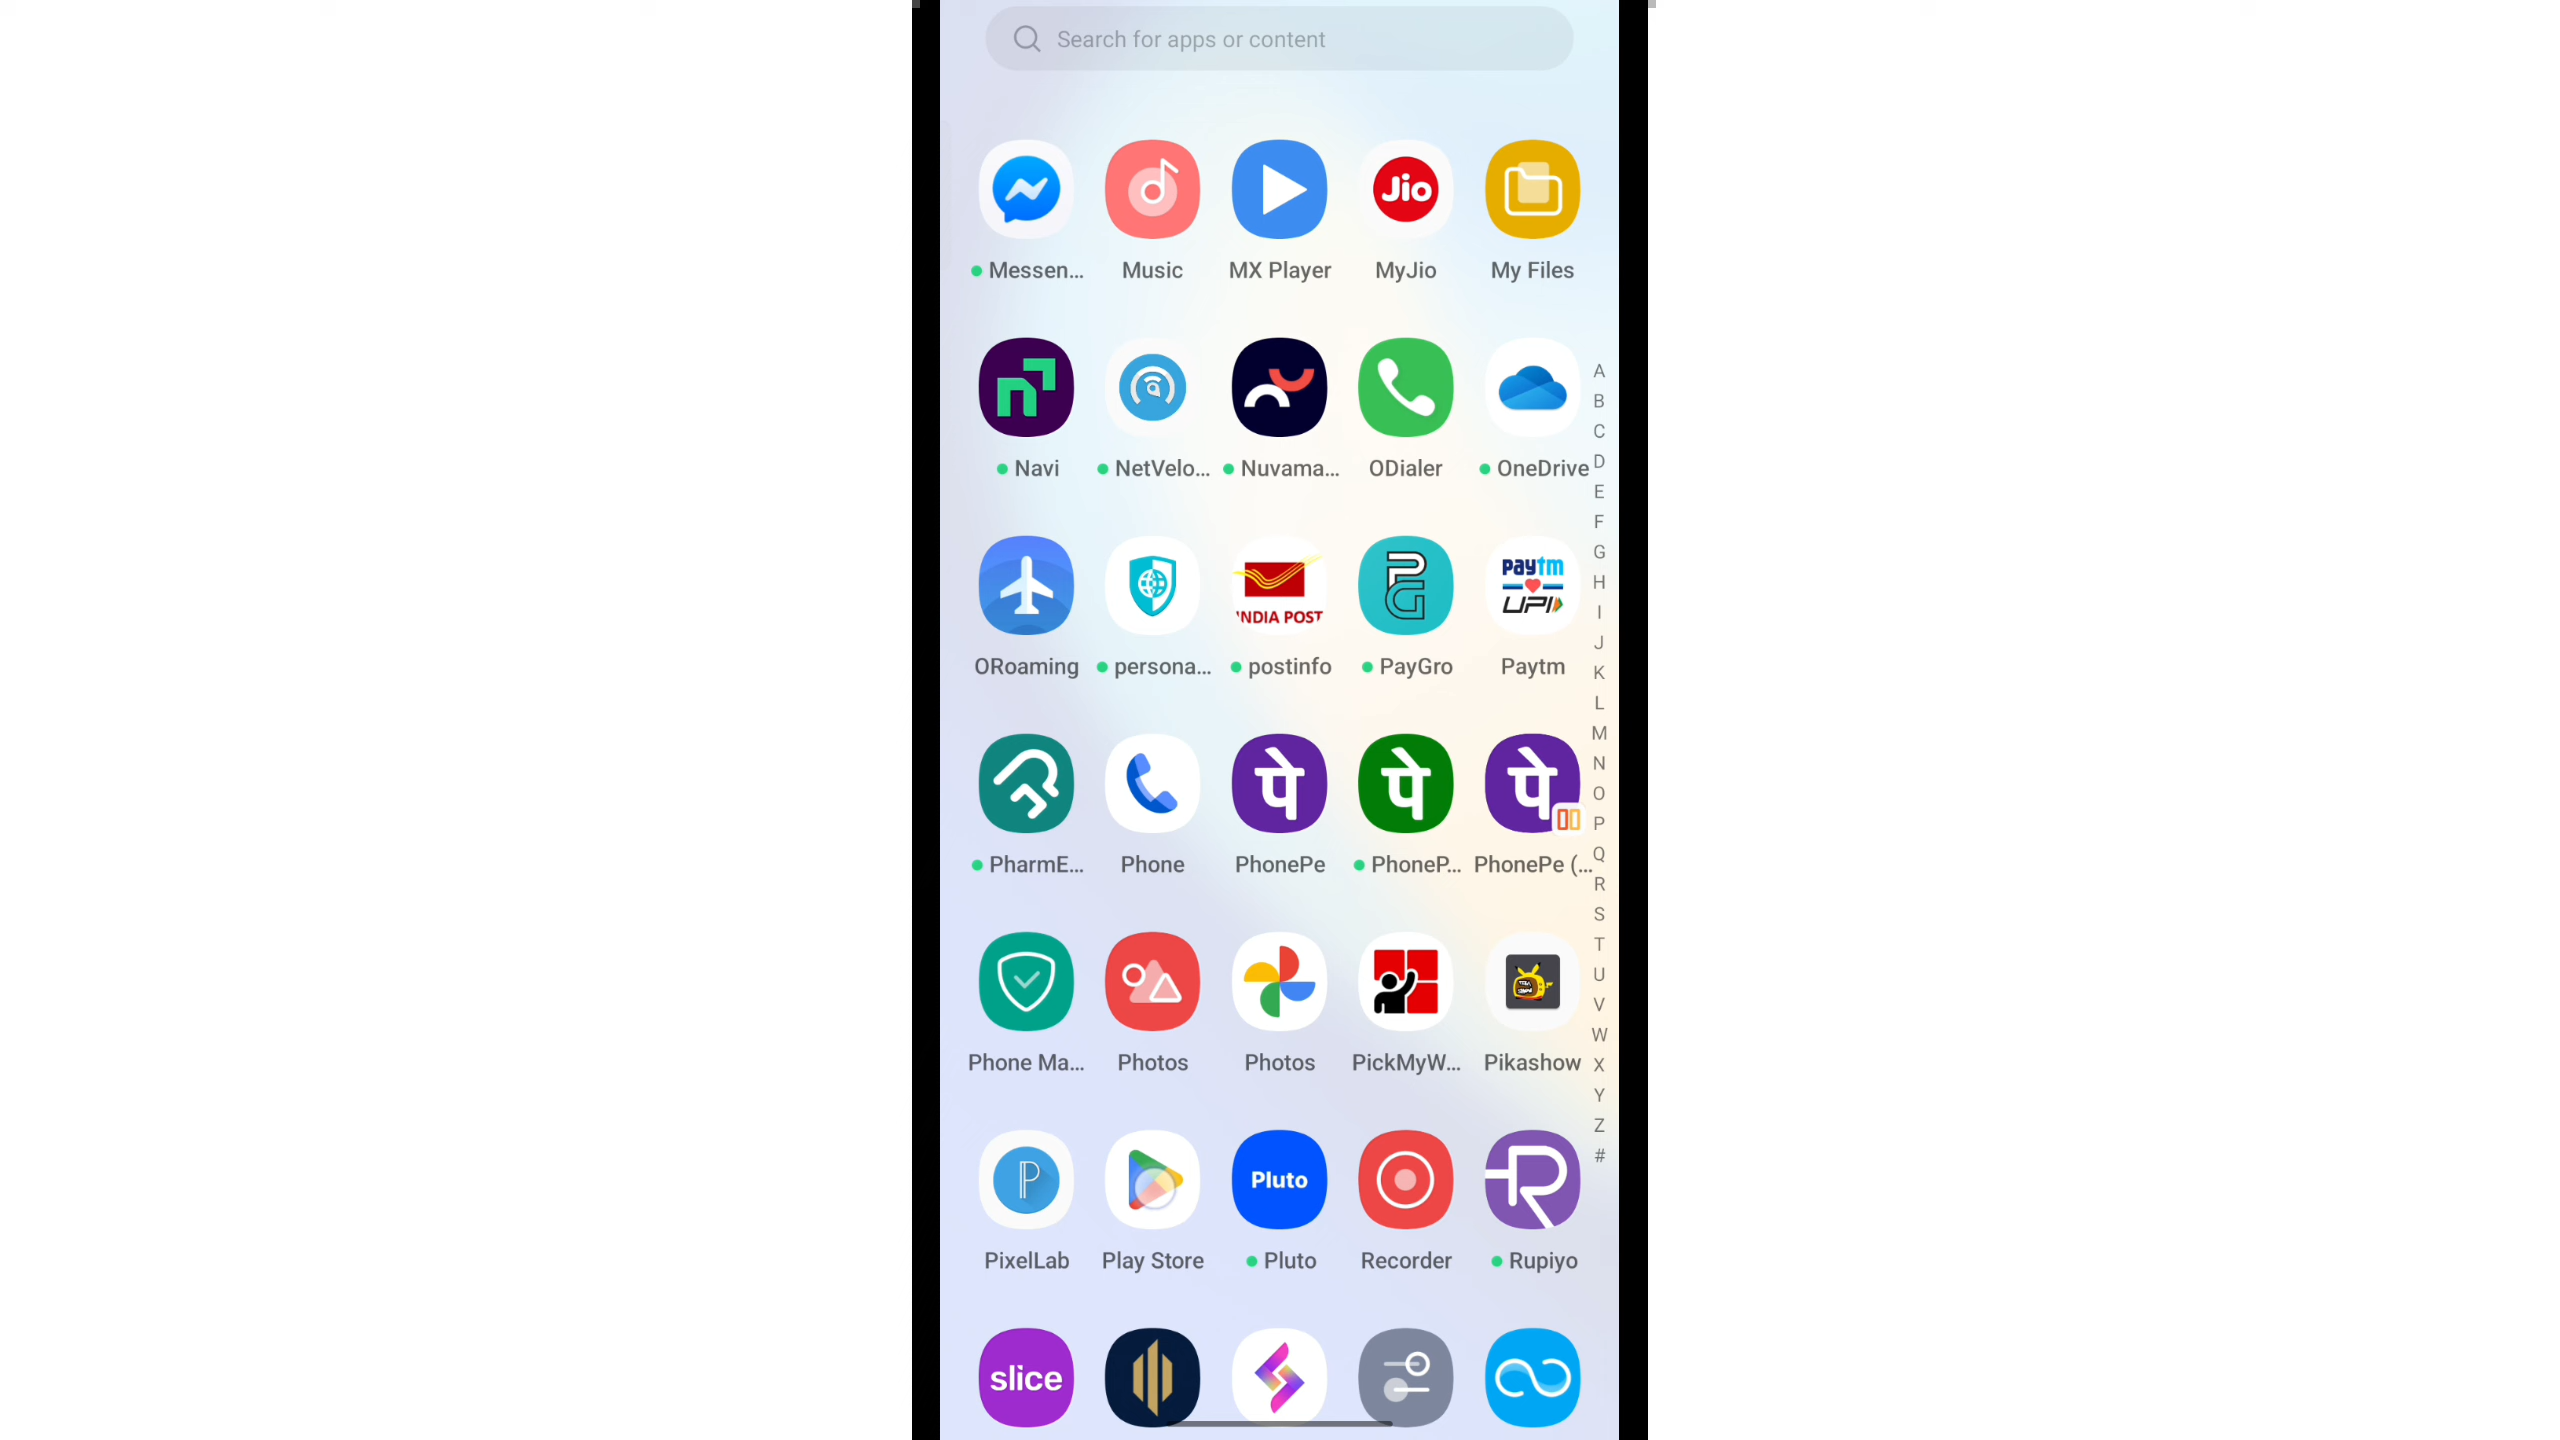 Search for apps or content
Jio
Messen... Music MX Player MyJio My Files
Navi NetVelo... Nuvama... ODialer OneDrive
INDIA POST
PG
paytm
UPI
ORoaming persona... postinfo PayGro Paytm
पे पे पे
PharmE... Phone PhonePe PhoneP... PhonePe (...
Phone Ma... Photos Photos PickMyW... Pikashow
P
Pluto
R
PixelLab Play Store Pluto Recorder Rupiyo
slice
A
B
C
D
E
F
G
H
I
J
K
L
M
N
O
P
Q
R
S
T
U
V
W
X
Y
Z
#